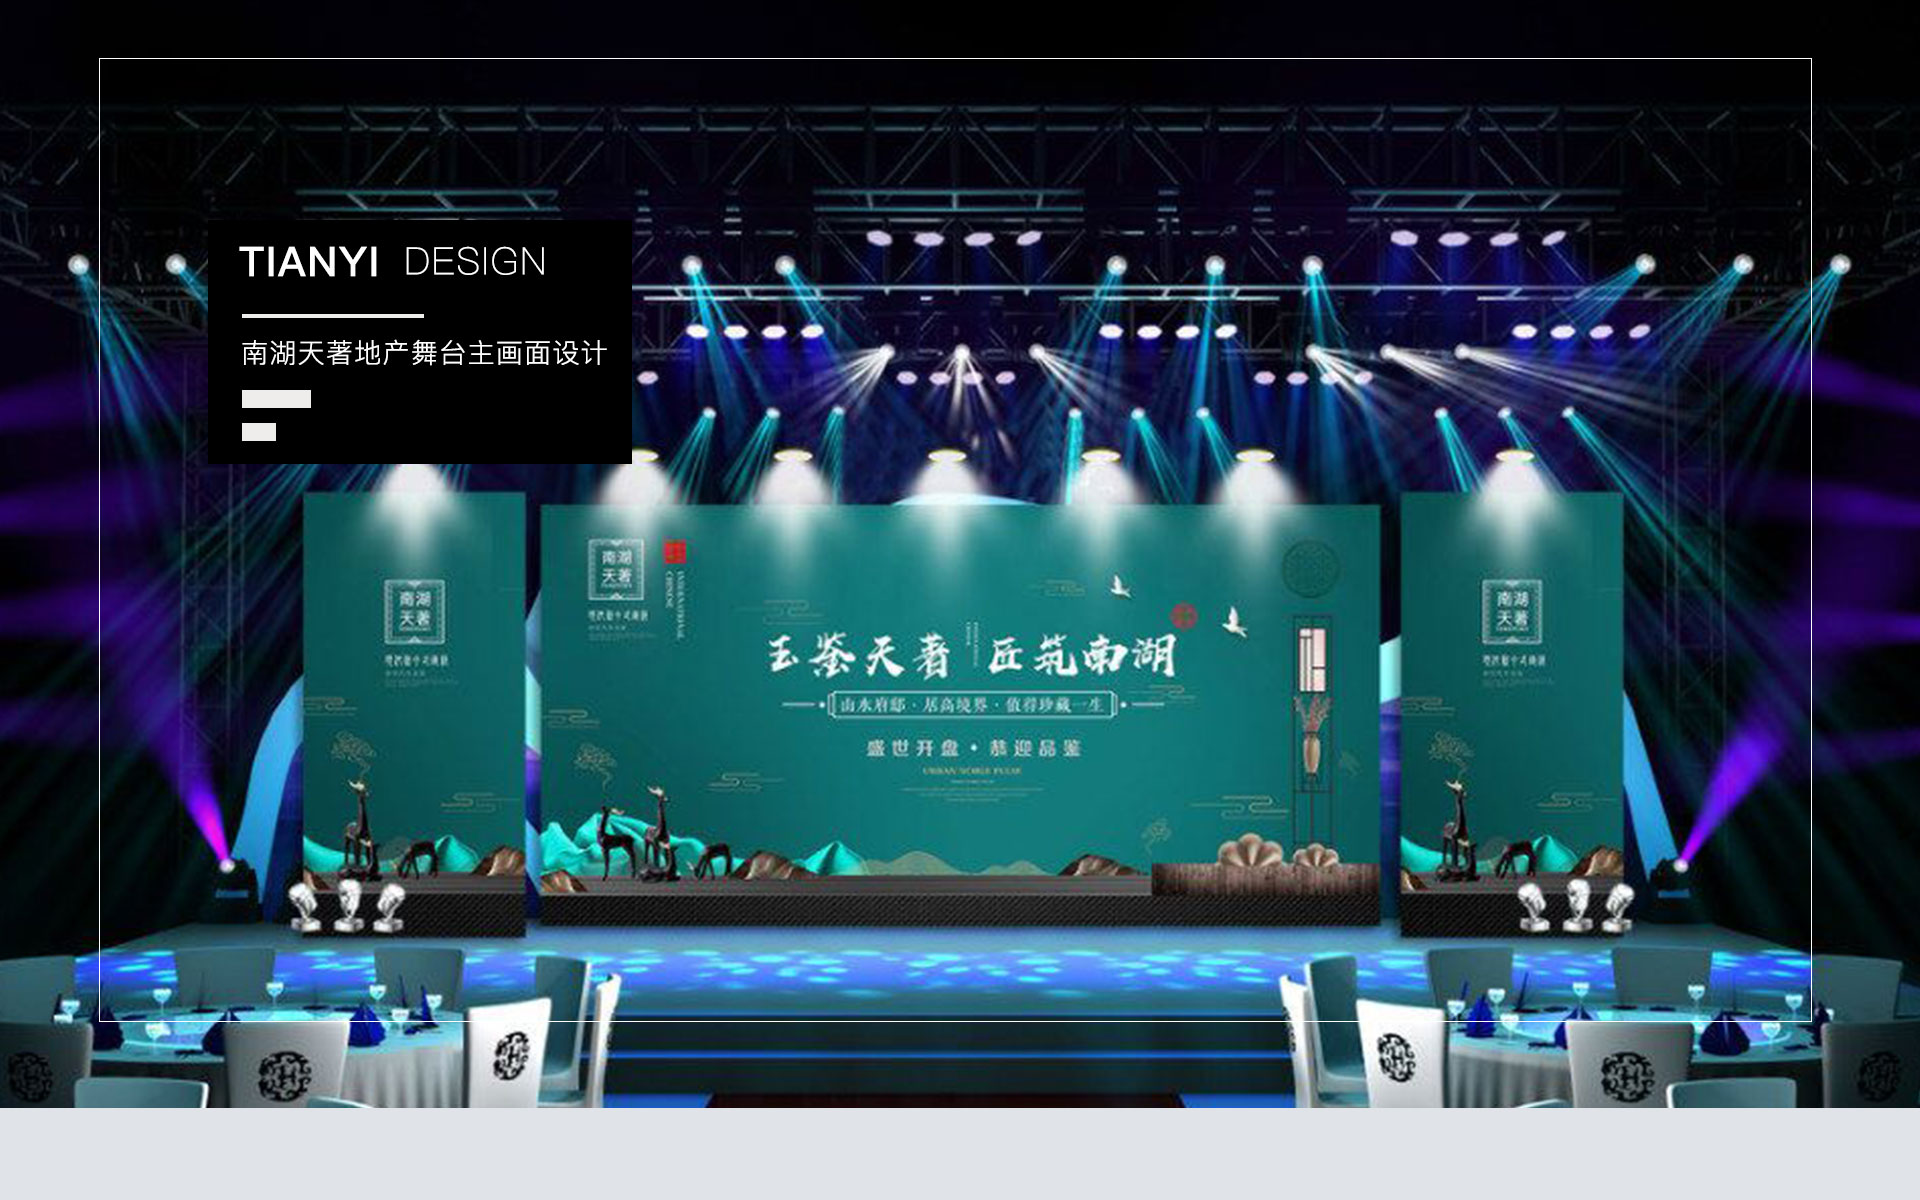 TIANYI DESIGN
南湖天著地产舞台主画面设计
南湖
天著
南湖
天著
玉鉴天著
匠筑南湖
山水府邸·居高境界·值得珍藏一生
盛世开盘·恭迎品鉴
南湖
天著